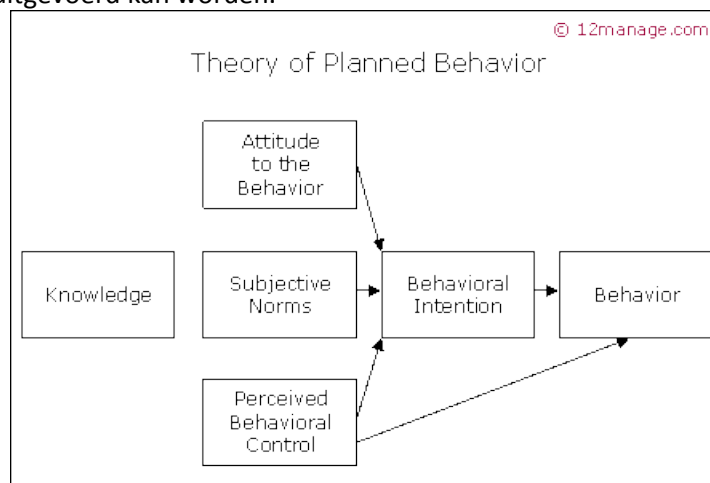 uitgevoerd kan worden.
© 12manage.com
Theory of Planned Behavior
Attitude
to the
Behavior
Knowledge
Subjective
Norms
Behavioral
Intention
Behavior
Perceived
Behavioral
Control